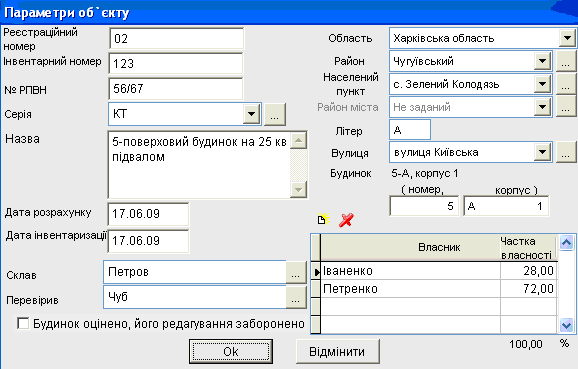 Параметри об`єкту
Реєстраційний номер 02
Інвентарний номер 123
№ РПВН 56/67
Серія КТ ...
Назва 5-поверховий будинок на 25 кв
підвалом
Дата розрахунку 17.06.09
Дата інвентаризації 17.06.09
Склав Петров ...
Перевірив Чуб ...
Будинок оцінено, його редагування заборонено
Область Харківська область
Район Чугуївський ...
Населений пункт с. Зелений Колодязь ...
Район міста Не заданий ...
Літер А
Вулиця вулиця Київська ...
Будинок 5-А, корпус 1
( номер, корпус )
5 А 1
Власник Частка власності
Іваненко 28,00
Петренко 72,00
100,00 %
Ok Відмінити